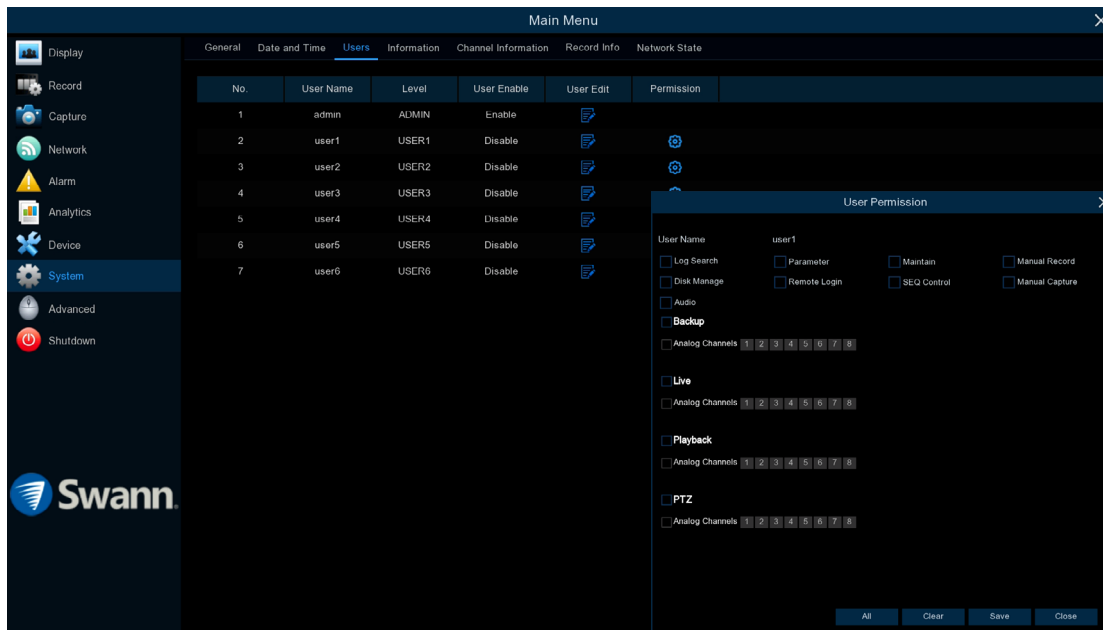 Main Menu
Display
Record
Capture
Network
Alarm
Analytics
Device
System
Advanced
Shutdown
Swann.
General Date and Time Users Information Channel Information Record Info Network State
No. User Name Level User Enable User Edit Permission
1 admin ADMIN Enable
2 user1 USER1 Disable
3 user2 USER2 Disable
4 user3 USER3 Disable
5 user4 USER4 Disable
6 user5 USER5 Disable
7 user6 USER6 Disable
User Permission
User Name user1
Log Search Parameter Maintain Manual Record
Disk Manage Remote Login SEQ Control Manual Capture
Audio
Backup
Analog Channels 1 2 3 4 5 6 7 8
Live
Analog Channels 1 2 3 4 5 6 7 8
Playback
Analog Channels 1 2 3 4 5 6 7 8
PTZ
Analog Channels 1 2 3 4 5 6 7 8
All Clear Save Close